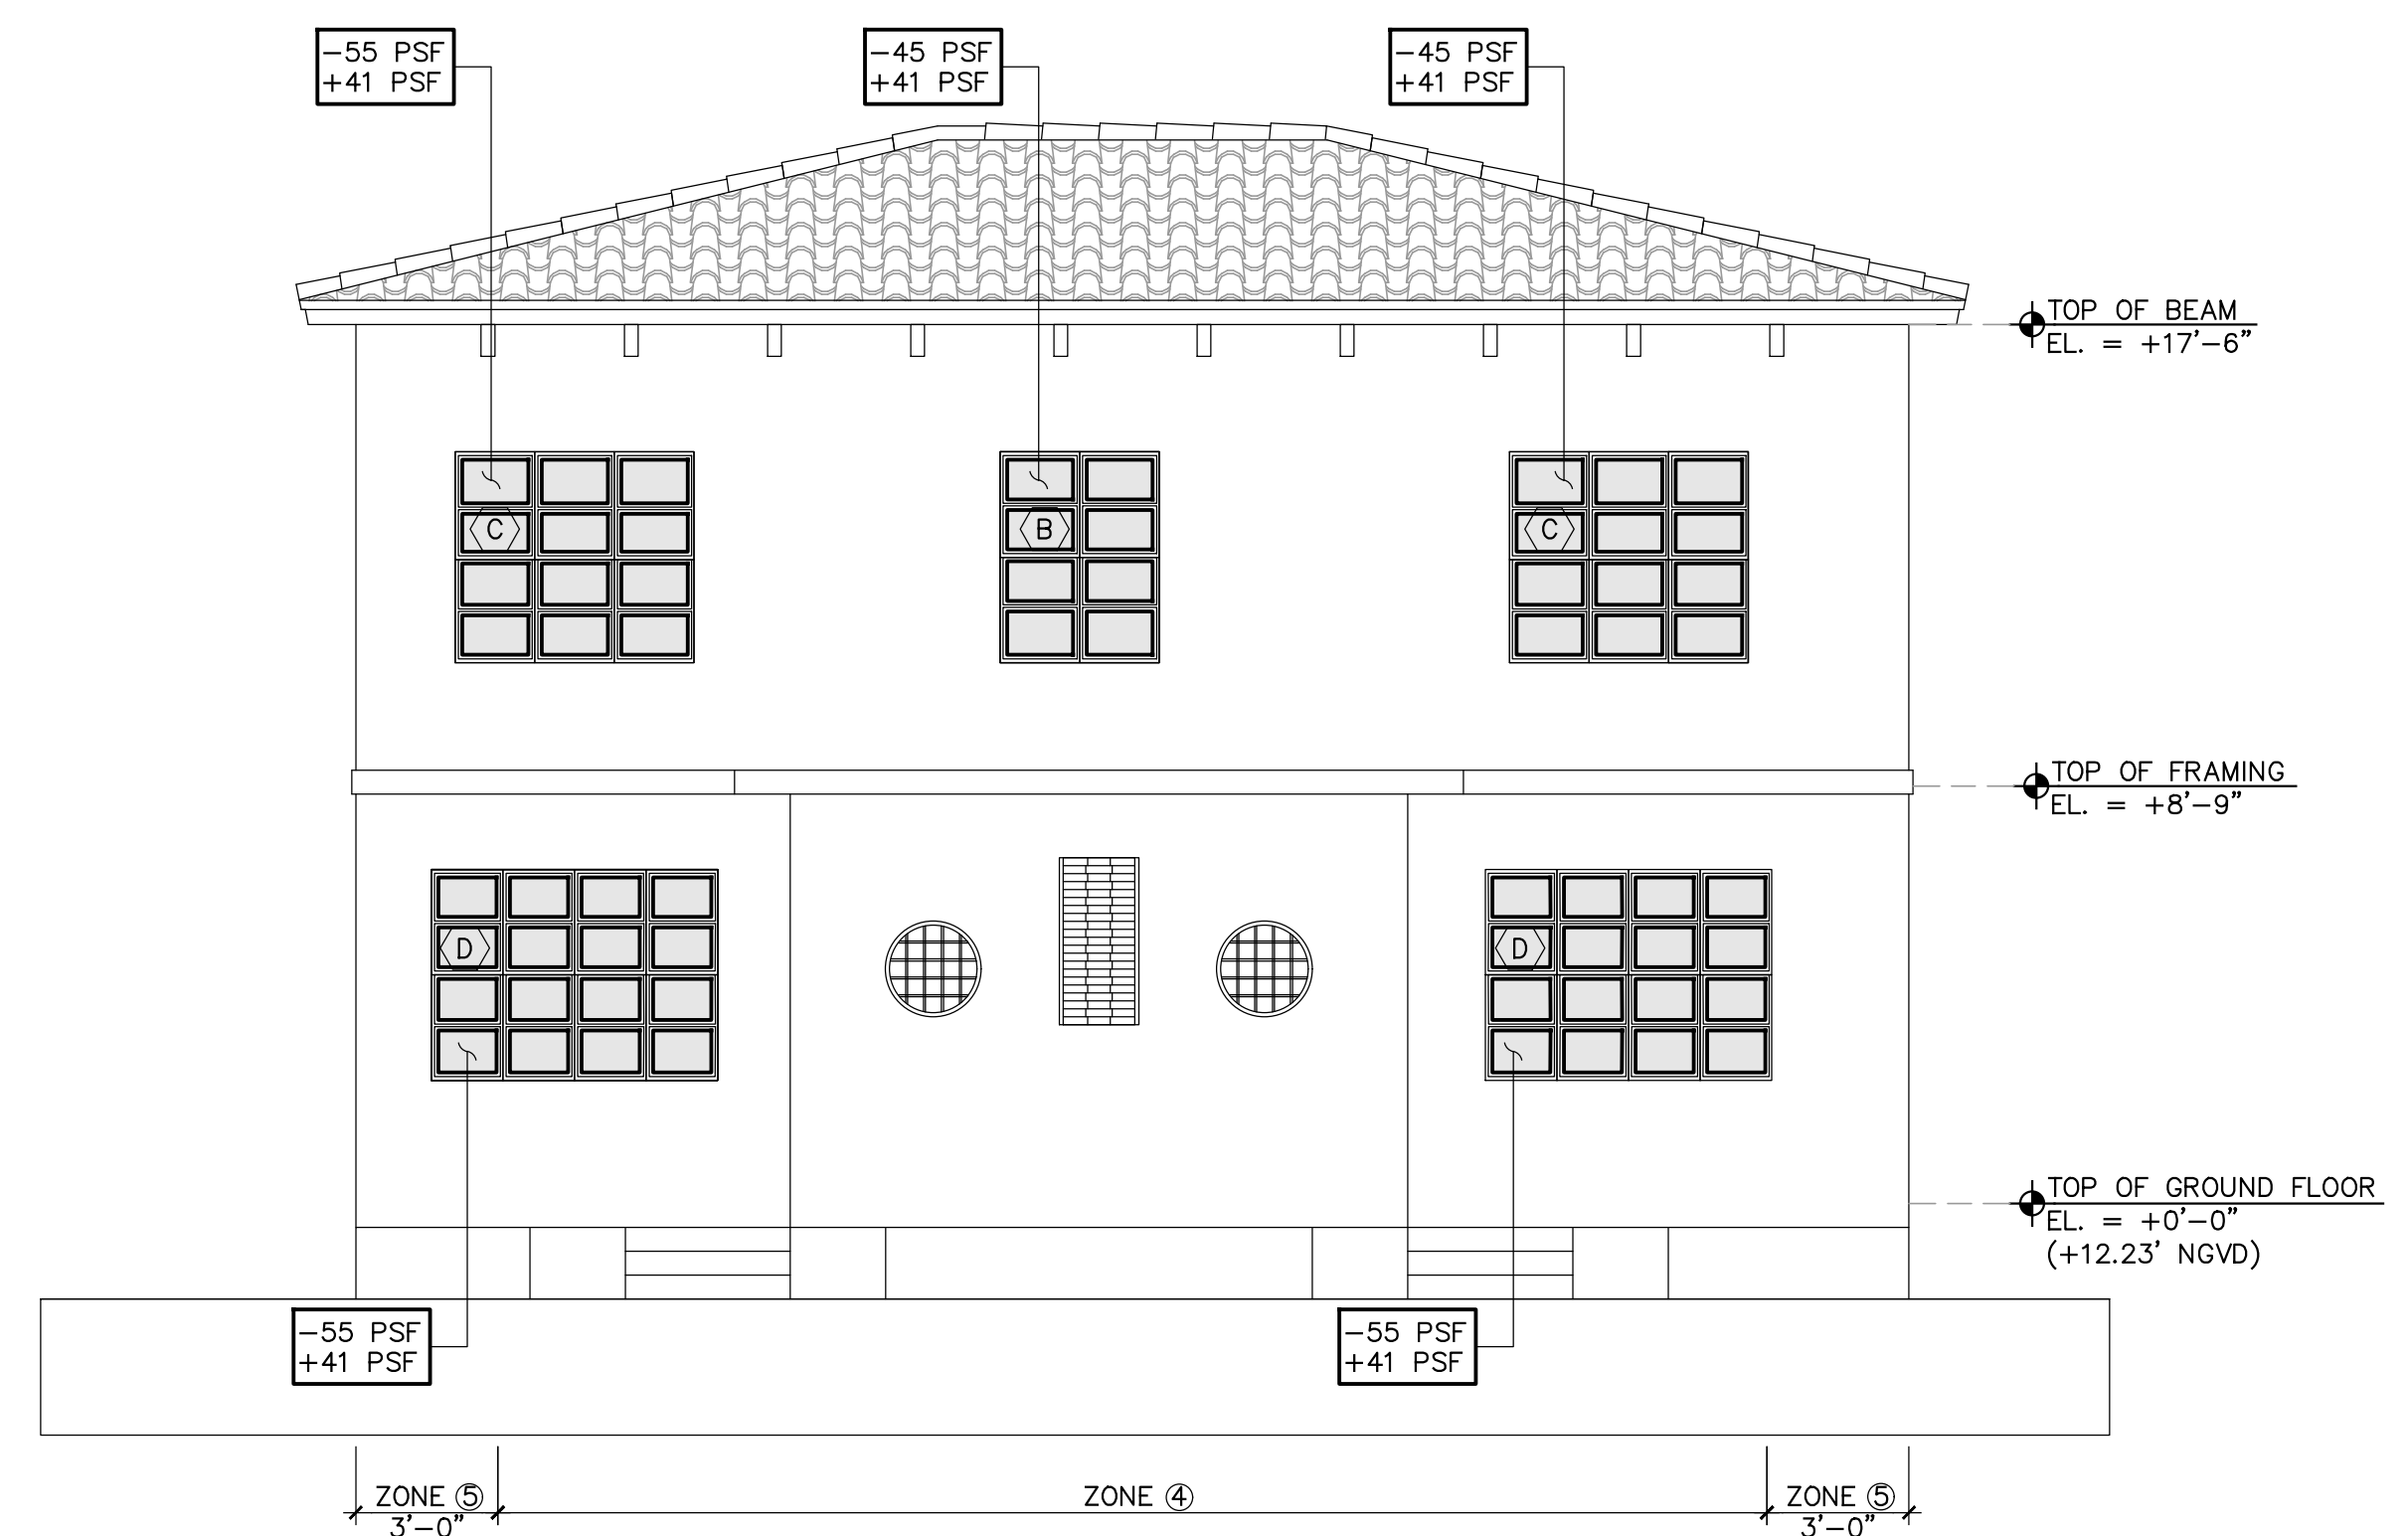 -55 PSF
+41 PSF
-45 PSF
+41 PSF
-45 PSF
+41 PSF
TOP OF BEAM
EL. = +17'-6"
C
B
C
TOP OF FRAMING
EL. = +8'-9"
D
D
TOP OF GROUND FLOOR
EL. = +0'-0"
(+12.23' NGVD)
-55 PSF
+41 PSF
-55 PSF
+41 PSF
ZONE 5
3'-0"
ZONE 4
ZONE 5
3'-0"